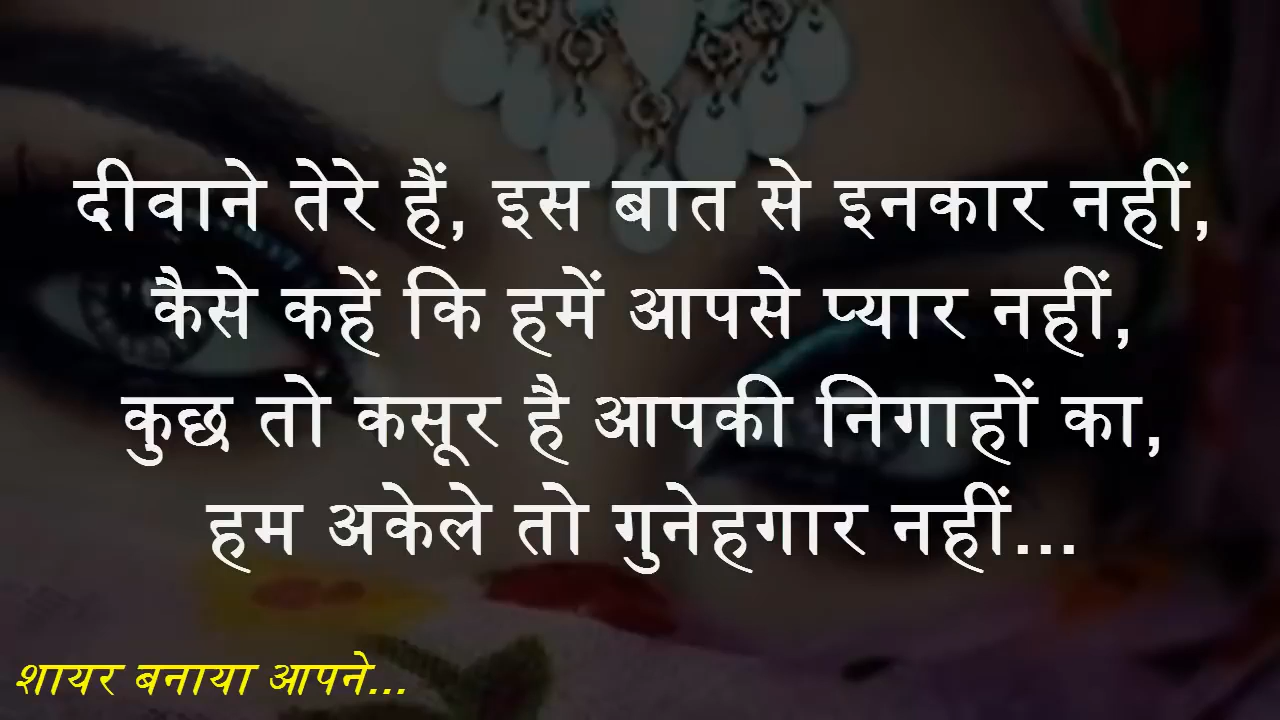 दीवाने तेरे हैं, इस बात से इनकार नहीं,
कैसे कहें कि हमें आपसे प्यार नहीं,
कुछ तो कसूर है आपकी निगाहों का,
हम अकेले तो गुनेहगार नहीं...
शायर बनाया आपने...